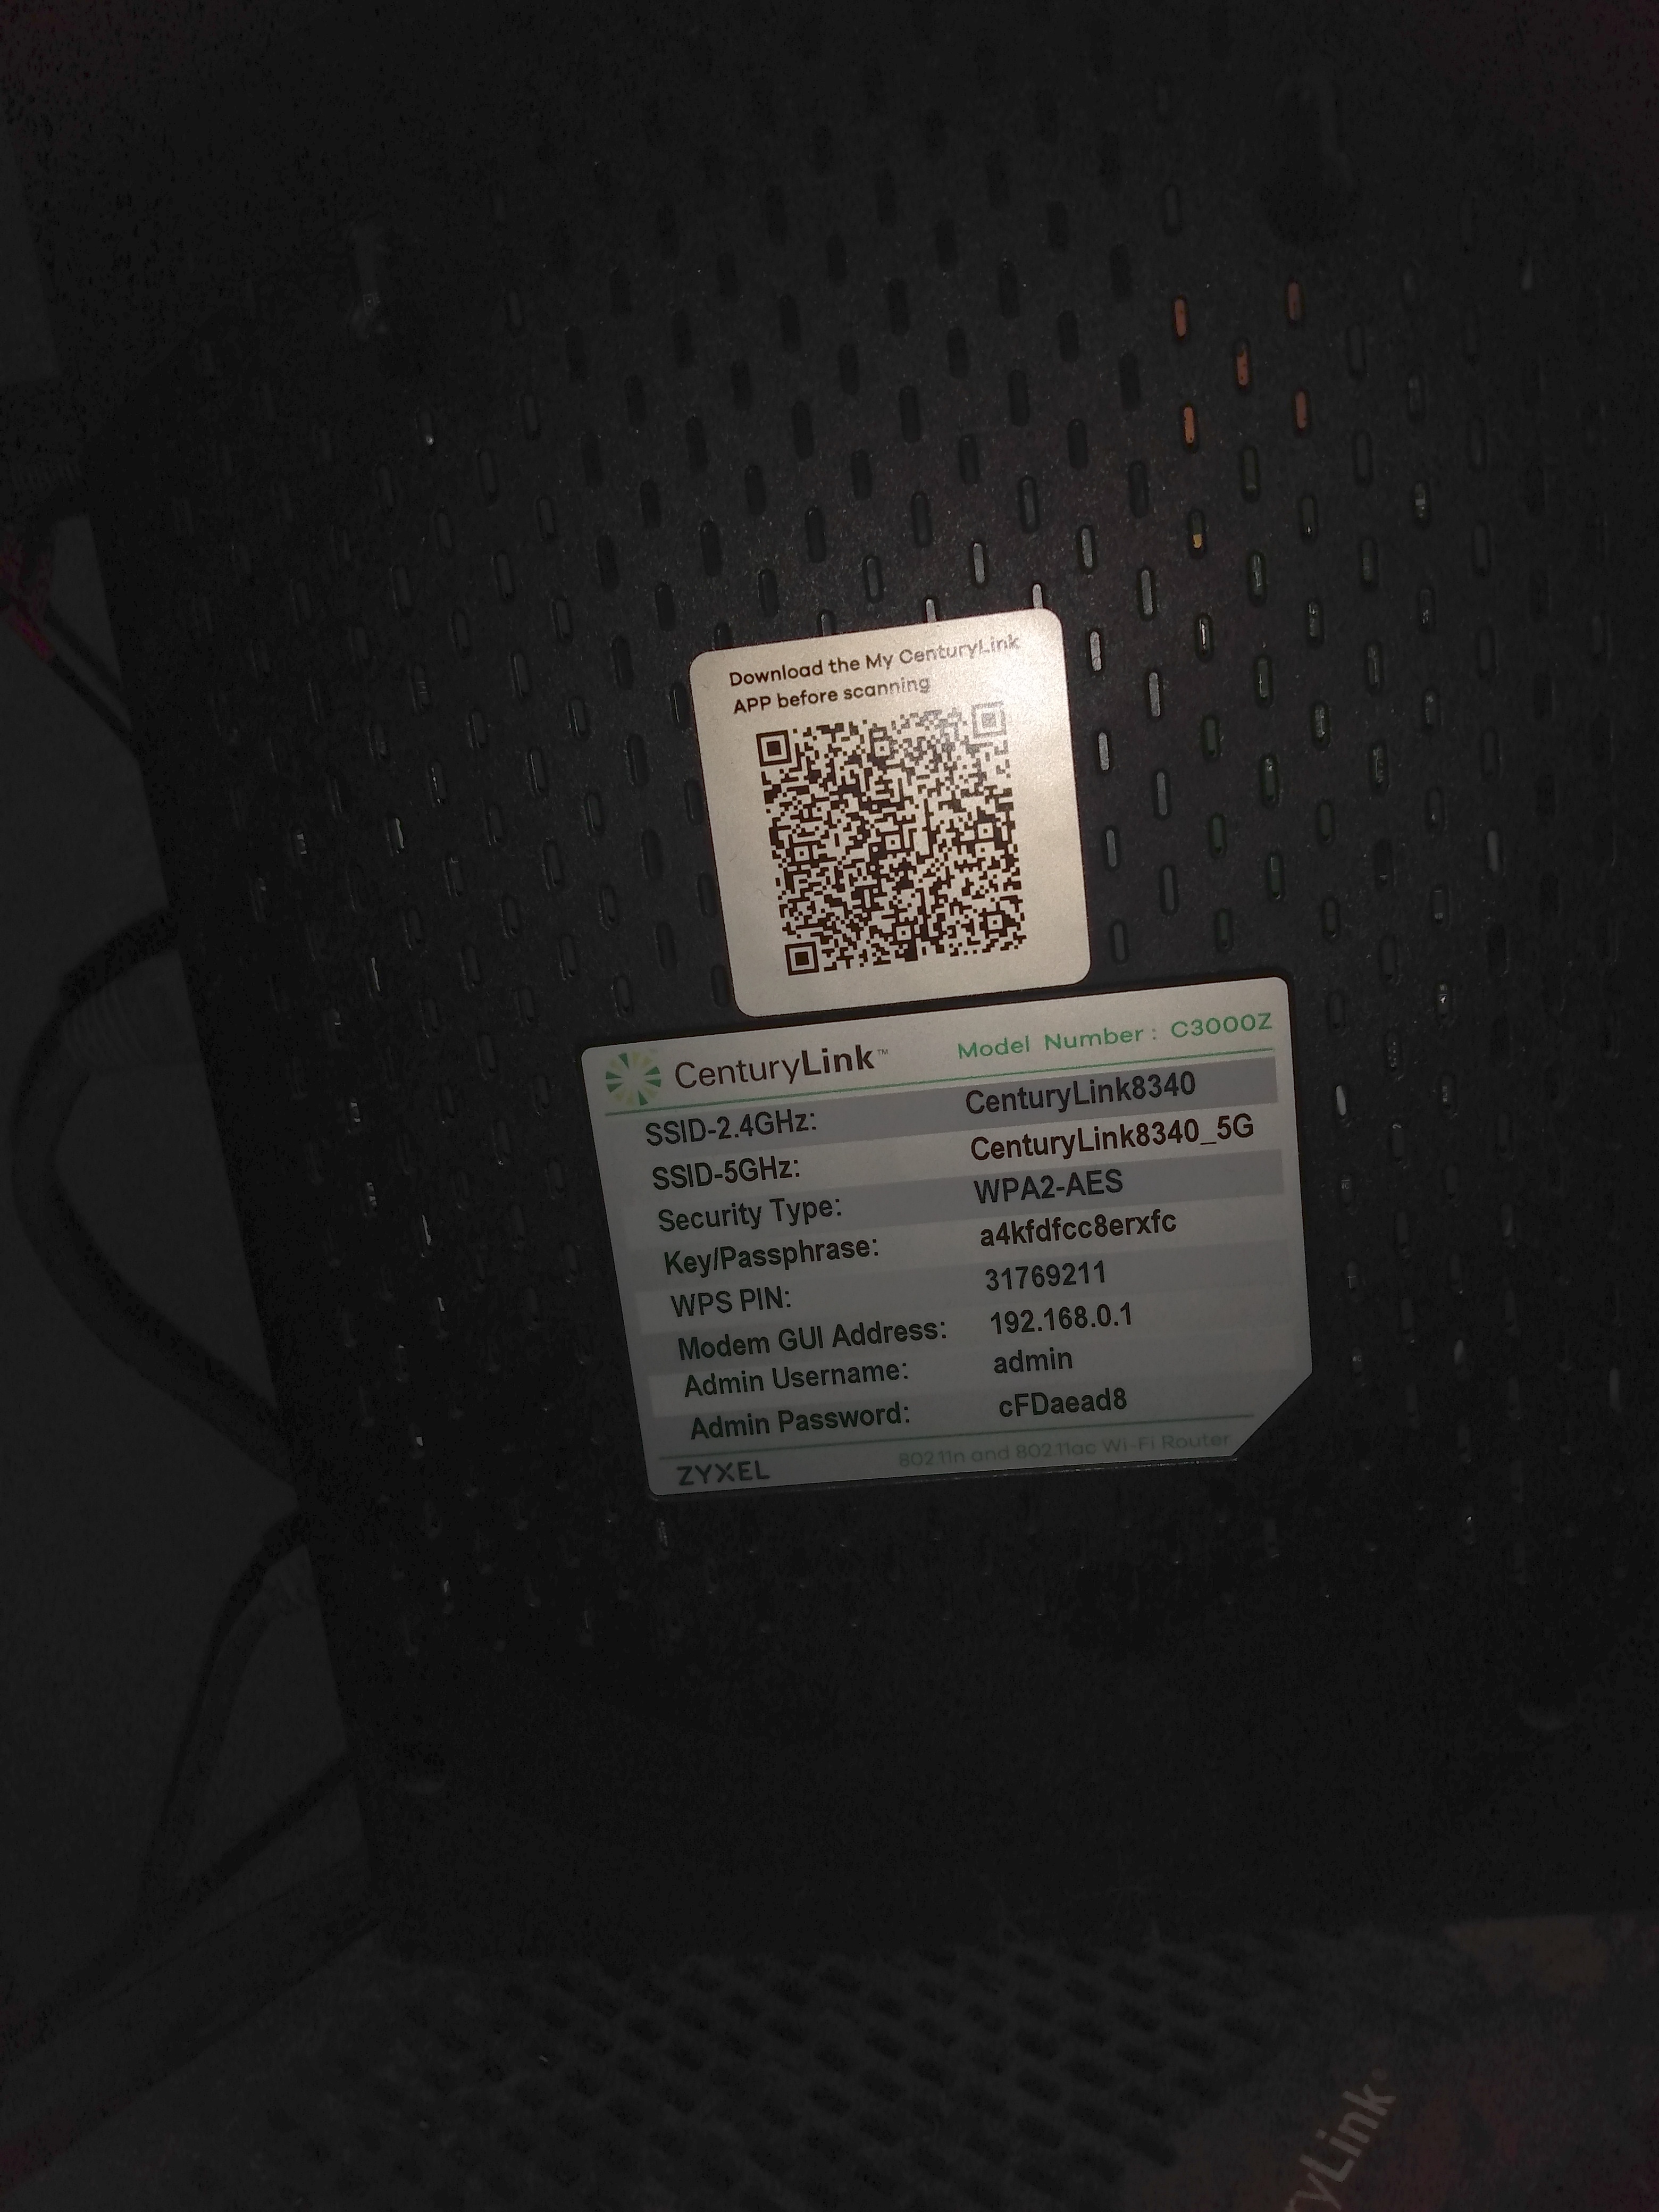 Download the My CenturyLink
APP before scanning
CenturyLink™ Model Number: C3000Z
SSID-2.4GHz: CenturyLink8340
SSID-5GHz: CenturyLink8340_5G
Security Type: WPA2-AES
Key/Passphrase: a4kfdfcc8erxfc
WPS PIN: 31769211
Modem GUI Address: 192.168.0.1
Admin Username: admin
Admin Password: cFDaead8
ZYXEL 802.11n and 802.11ac Wi-Fi Router
ryLink®